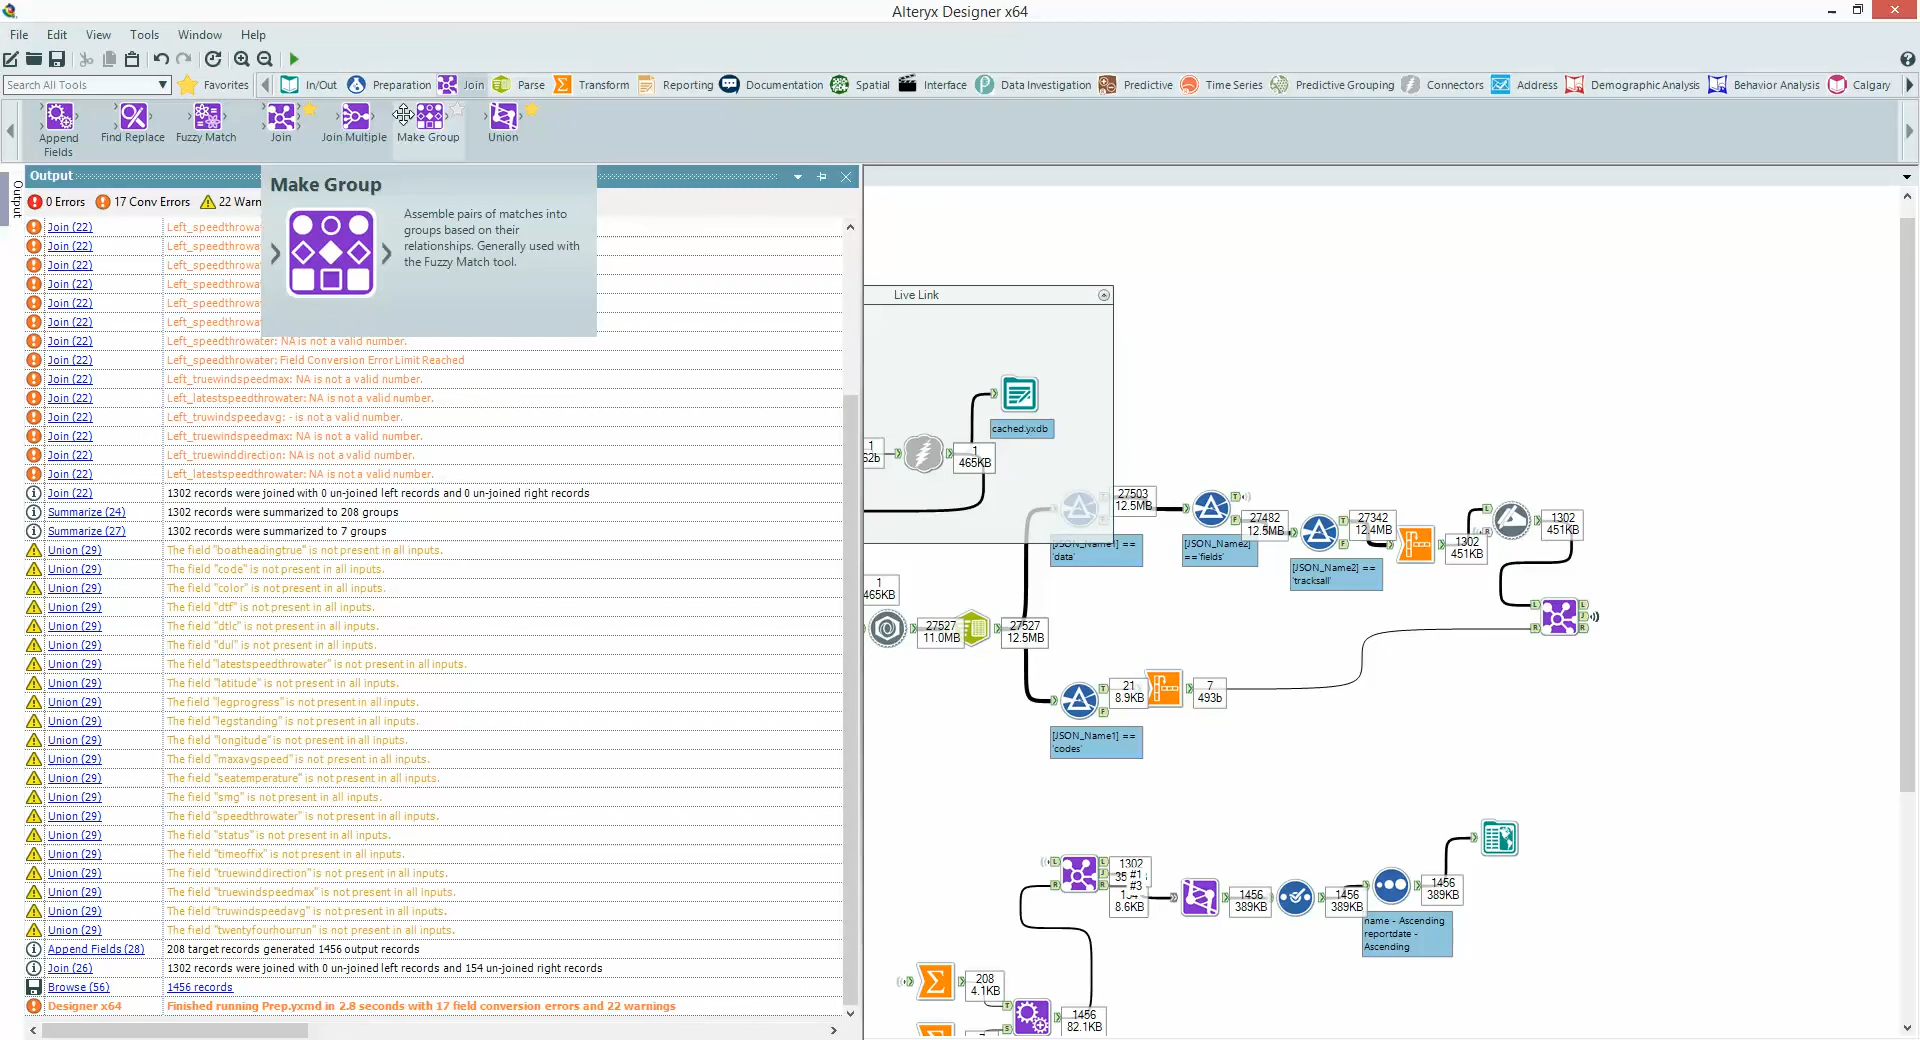 Alteryx Designer x64
File Edit View Tools Window Help
Search All Tools Favorites In/Out Preparation Join Parse Transform Reporting Documentation Spatial Interface Data Investigation Predictive Time Series Predictive Grouping Connectors Address Demographic Analysis Behavior Analysis Calgary
Append Fields Find Replace Fuzzy Match Join Join Multiple Make Group Union
Output
Output
0 Errors 17 Conv Errors 22 Warn
Make Group
Assemble pairs of matches into
groups based on their
relationships. Generally used with
the Fuzzy Match tool.
Join (22) Left_speedthrowa
Join (22) Left_speedthrowa
Join (22) Left_speedthrowa
Join (22) Left_speedthrowa
Join (22) Left_speedthrowa
Join (22) Left_speedthrowa
Join (22) Left_speedthrowater: NA is not a valid number.
Join (22) Left_speedthrowater: Field Conversion Error Limit Reached
Join (22) Left_truewindspeedmax: NA is not a valid number.
Join (22) Left_latestspeedthrowater: NA is not a valid number.
Join (22) Left_truwindspeedavg: - is not a valid number.
Join (22) Left_truewindspeedmax: NA is not a valid number.
Join (22) Left_truewinddirection: NA is not a valid number.
Join (22) Left_latestspeedthrowater: NA is not a valid number.
Join (22) 1302 records were joined with 0 un-joined left records and 0 un-joined right records
Summarize (24) 1302 records were summarized to 208 groups
Summarize (27) 1302 records were summarized to 7 groups
Union (29) The field "boatheadingtrue" is not present in all inputs.
Union (29) The field "code" is not present in all inputs.
Union (29) The field "color" is not present in all inputs.
Union (29) The field "dtf" is not present in all inputs.
Union (29) The field "dtlc" is not present in all inputs.
Union (29) The field "dul" is not present in all inputs.
Union (29) The field "latestspeedthrowater" is not present in all inputs.
Union (29) The field "latitude" is not present in all inputs.
Union (29) The field "legprogress" is not present in all inputs.
Union (29) The field "legstanding" is not present in all inputs.
Union (29) The field "longitude" is not present in all inputs.
Union (29) The field "maxavgspeed" is not present in all inputs.
Union (29) The field "seatemperature" is not present in all inputs.
Union (29) The field "smg" is not present in all inputs.
Union (29) The field "speedthrowater" is not present in all inputs.
Union (29) The field "status" is not present in all inputs.
Union (29) The field "timeoffix" is not present in all inputs.
Union (29) The field "truewinddirection" is not present in all inputs.
Union (29) The field "truewindspeedmax" is not present in all inputs.
Union (29) The field "truwindspeedavg" is not present in all inputs.
Union (29) The field "twentyfourhourrun" is not present in all inputs.
Append Fields (28) 208 target records generated 1456 output records
Join (26) 1302 records were joined with 0 un-joined left records and 154 un-joined right records
Browse (56) 1456 records
Designer x64 Finished running Prep.yxmd in 2.8 seconds with 17 field conversion errors and 22 warnings
Live Link
cached.yxdb
1
62b
1
465KB
27503
12.5MB
27482
12.5MB
27342
12.4MB
1302
451KB
1302
451KB
[JSON_Name1] ==
'data'
[JSON_Name2]
=='fields'
[JSON_Name2] ==
'tracksall'
1
465KB
27527
11.0MB
27527
12.5MB
21
8.9KB
7
493b
[JSON_Name1] ==
'codes'
1302
35 #1
#3
8.6KB
1456
389KB
1456
389KB
1456
389KB
name - Ascending
reportdate -
Ascending
208
4.1KB
1456
82.1KB